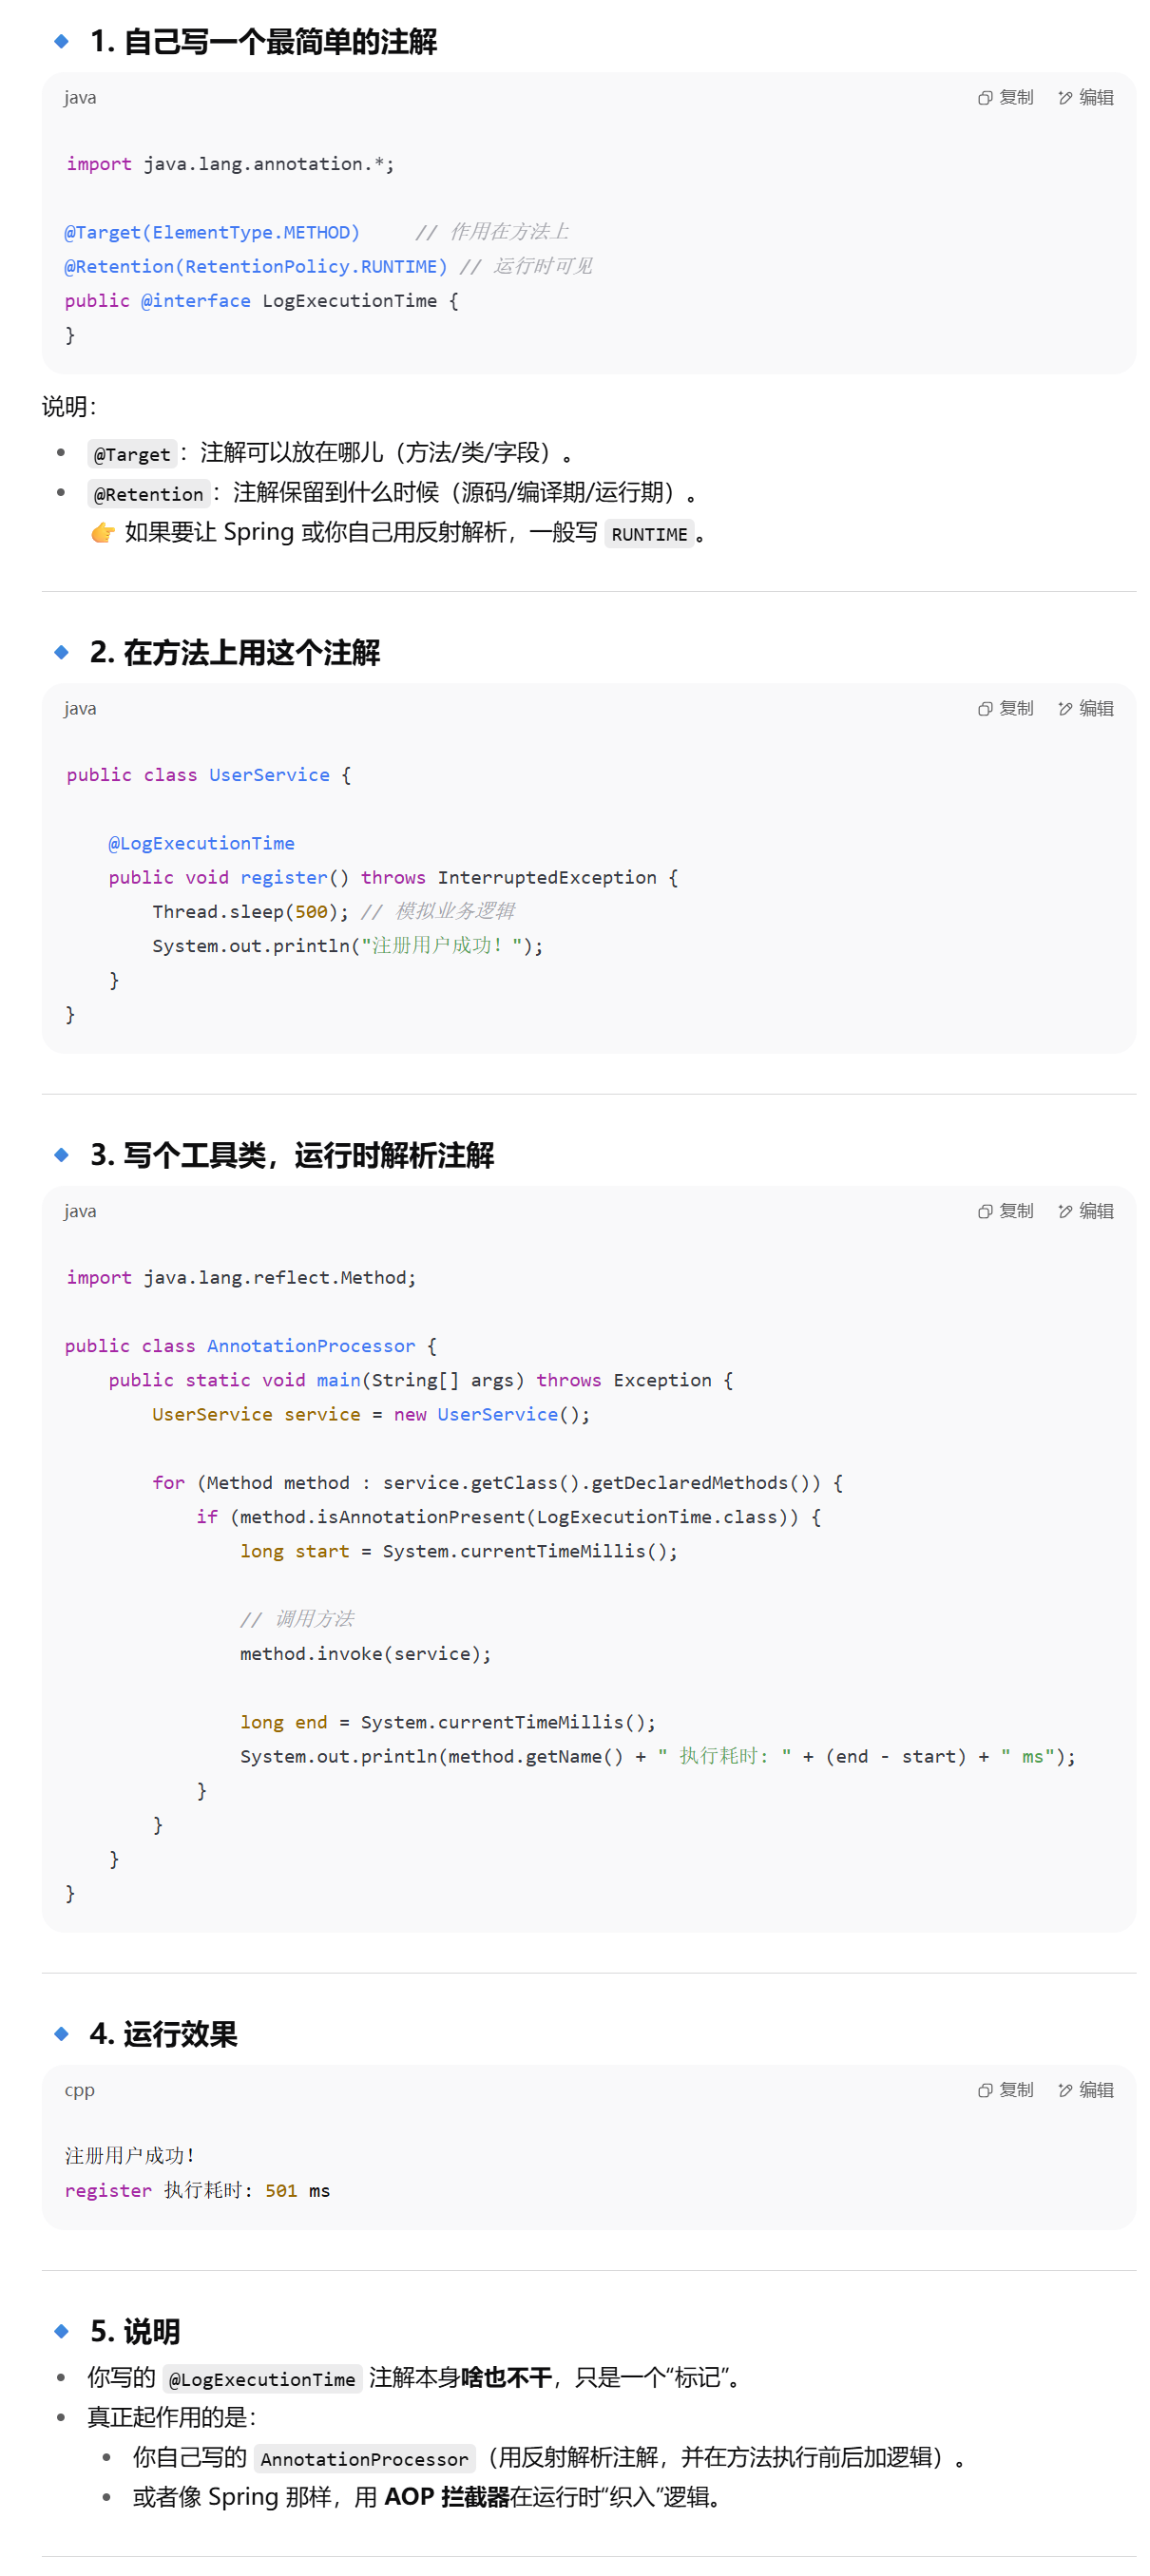 1. 自己写一个最简单的注解
java 复制 编辑
import java.lang.annotation.*;
@Target(ElementType.METHOD)     // 作用在方法上
@Retention(RetentionPolicy.RUNTIME) // 运行时可见
public @interface LogExecutionTime {
}
说明：
@Target：注解可以放在哪儿（方法/类/字段）。
@Retention：注解保留到什么时候（源码/编译期/运行期）。
👉 如果要让 Spring 或你自己用反射解析，一般写 RUNTIME。
2. 在方法上用这个注解
java 复制 编辑
public class UserService {
    @LogExecutionTime
    public void register() throws InterruptedException {
        Thread.sleep(500); // 模拟业务逻辑
        System.out.println("注册用户成功！");
    }
}
3. 写个工具类，运行时解析注解
java 复制 编辑
import java.lang.reflect.Method;
public class AnnotationProcessor {
    public static void main(String[] args) throws Exception {
        UserService service = new UserService();
        for (Method method : service.getClass().getDeclaredMethods()) {
            if (method.isAnnotationPresent(LogExecutionTime.class)) {
                long start = System.currentTimeMillis();
                // 调用方法
                method.invoke(service);
                long end = System.currentTimeMillis();
                System.out.println(method.getName() + " 执行耗时: " + (end - start) + " ms");
            }
        }
    }
}
4. 运行效果
cpp 复制 编辑
注册用户成功！
register 执行耗时: 501 ms
5. 说明
你写的 @LogExecutionTime 注解本身啥也不干，只是一个“标记”。
真正起作用的是：
你自己写的 AnnotationProcessor（用反射解析注解，并在方法执行前后加逻辑）。
或者像 Spring 那样，用 AOP 拦截器在运行时“织入”逻辑。